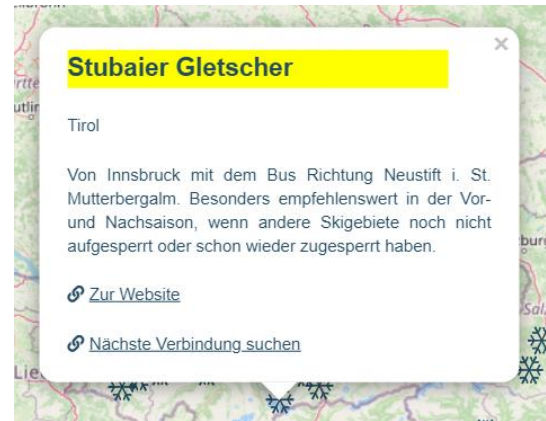 Stubaier Gletscher
×
Tirol
Von Innsbruck mit dem Bus Richtung Neustift i. St.
Mutterbergalm. Besonders empfehlenswert in der Vor-
und Nachsaison, wenn andere Skigebiete noch nicht
aufgesperrt oder schon wieder zugesperrt haben.
Zur Website
Nächste Verbindung suchen